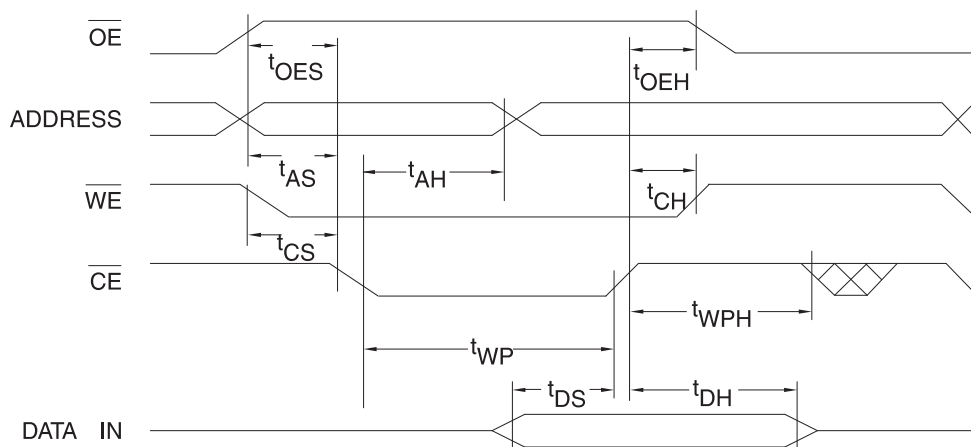 OE
tOES
tOEH
ADDRESS
tAS
tAH
tCH
WE
tCS
CE
tWPH
tWP
tDS
tDH
DATA IN